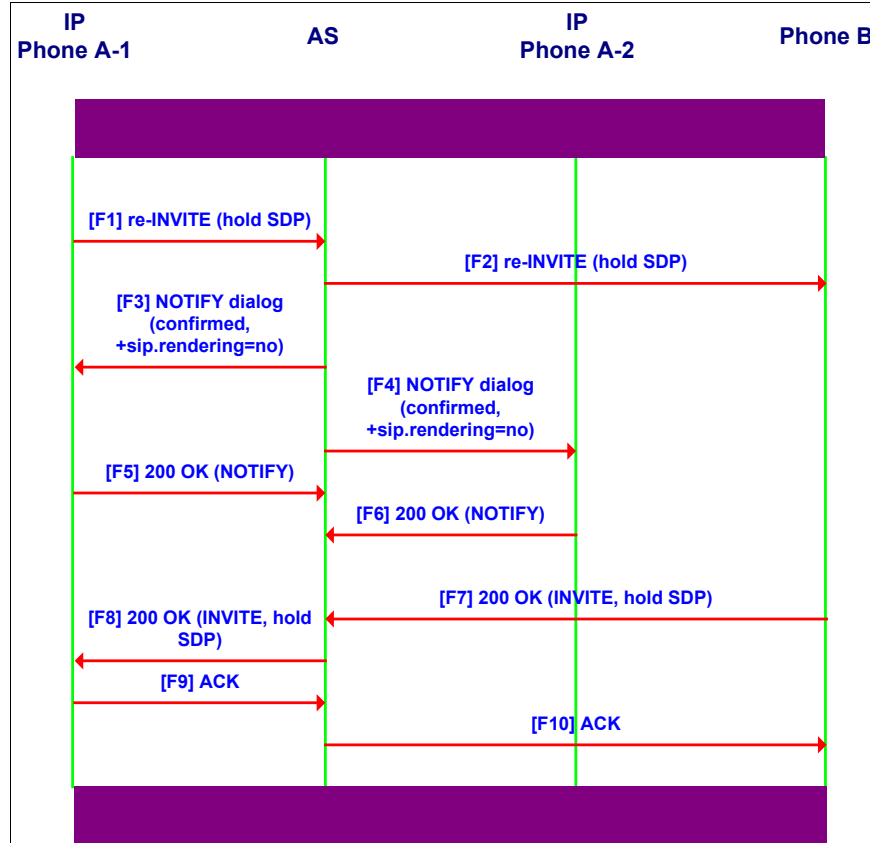 IP
Phone A-1
AS
IP
Phone A-2
Phone B
[F1] re-INVITE (hold SDP)
[F2] re-INVITE (hold SDP)
[F3] NOTIFY dialog
(confirmed,
+sip.rendering=no)
[F4] NOTIFY dialog
(confirmed,
+sip.rendering=no)
[F5] 200 OK (NOTIFY)
[F6] 200 OK (NOTIFY)
[F7] 200 OK (INVITE, hold SDP)
[F8] 200 OK (INVITE, hold
SDP)
[F9] ACK
[F10] ACK